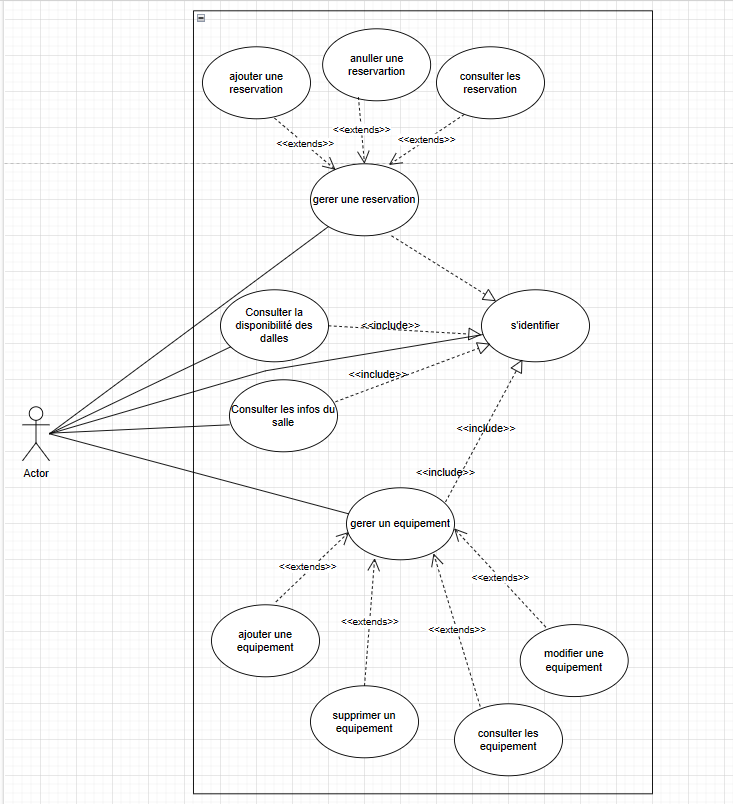 ajouter une
reservation
anuller une
reservartion
consulter les
reservation
<<extends>>
<<extends>>
<<extends>>
gerer une reservation
Consulter la
disponibilité des
dalles
<<include>>
s'identifier
<<include>>
Consulter les infos du
salle
Actor
<<include>>
<<include>>
gerer un equipement
<<extends>>
<<extends>>
<<extends>>
<<extends>>
ajouter une
equipement
modifier une
equipement
supprimer un
equipement
consulter les
equipement